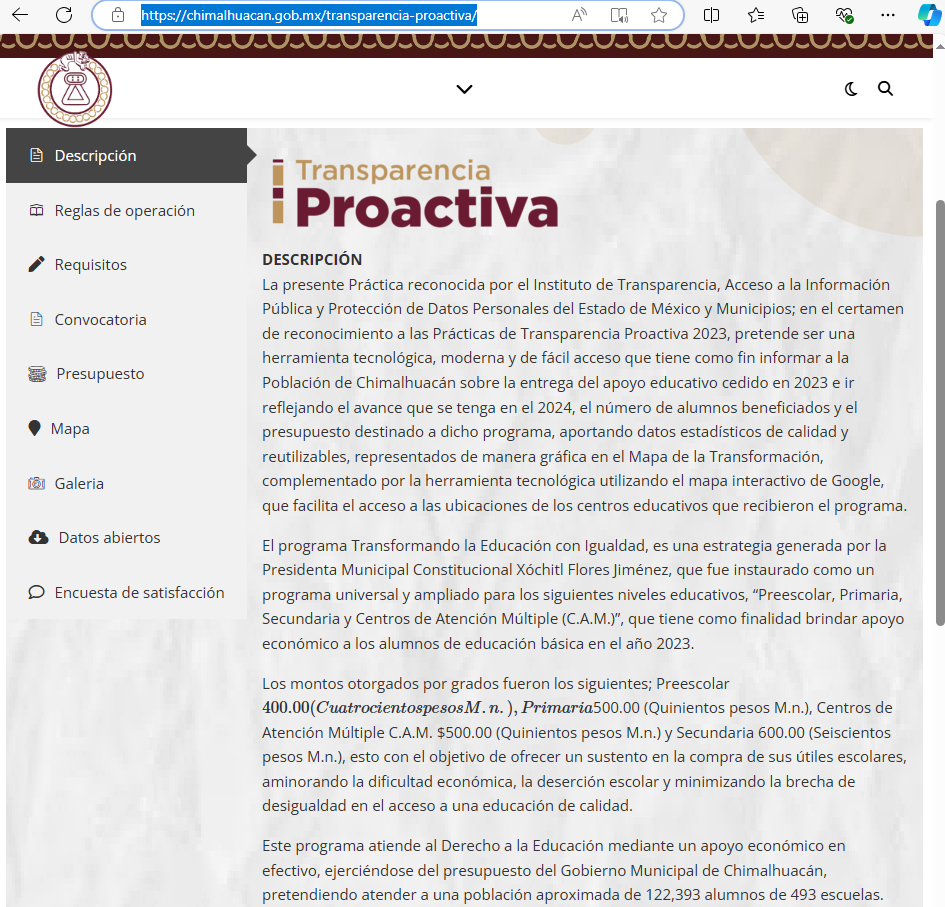 https://chimalhuacan.gob.mx/transparencia-proactiva/
Descripción
Reglas de operación
Requisitos
Convocatoria
Presupuesto
Mapa
Galeria
Datos abiertos
Encuesta de satisfacción
Transparencia
Proactiva
DESCRIPCIÓN
La presente Práctica reconocida por el Instituto de Transparencia, Acceso a la Información
Pública y Protección de Datos Personales del Estado de México y Municipios; en el certamen
de reconocimiento a las Prácticas de Transparencia Proactiva 2023, pretende ser una
herramienta tecnológica, moderna y de fácil acceso que tiene como fin informar a la
Población de Chimalhuacán sobre la entrega del apoyo educativo cedido en 2023 e ir
reflejando el avance que se tenga en el 2024, el número de alumnos beneficiados y el
presupuesto destinado a dicho programa, aportando datos estadísticos de calidad y
reutilizables, representados de manera gráfica en el Mapa de la Transformación,
complementado por la herramienta tecnológica utilizando el mapa interactivo de Google,
que facilita el acceso a las ubicaciones de los centros educativos que recibieron el programa.
El programa Transformando la Educación con Igualdad, es una estrategia generada por la
Presidenta Municipal Constitucional Xóchitl Flores Jiménez, que fue instaurado como un
programa universal y ampliado para los siguientes niveles educativos, “Preescolar, Primaria,
Secundaria y Centros de Atención Múltiple (C.A.M.)”, que tiene como finalidad brindar apoyo
económico a los alumnos de educación básica en el año 2023.
Los montos otorgados por grados fueron los siguientes; Preescolar
400.00(CuatrocientospesosM.n.),Primaria500.00 (Quinientos pesos M.n.), Centros de
Atención Múltiple C.A.M. $500.00 (Quinientos pesos M.n.) y Secundaria 600.00 (Seiscientos
pesos M.n.), esto con el objetivo de ofrecer un sustento en la compra de sus útiles escolares,
aminorando la dificultad económica, la deserción escolar y minimizando la brecha de
desigualdad en el acceso a una educación de calidad.
Este programa atiende al Derecho a la Educación mediante un apoyo económico en
efectivo, ejerciéndose del presupuesto del Gobierno Municipal de Chimalhuacán,
pretendiendo atender a una población aproximada de 122,393 alumnos de 493 escuelas.